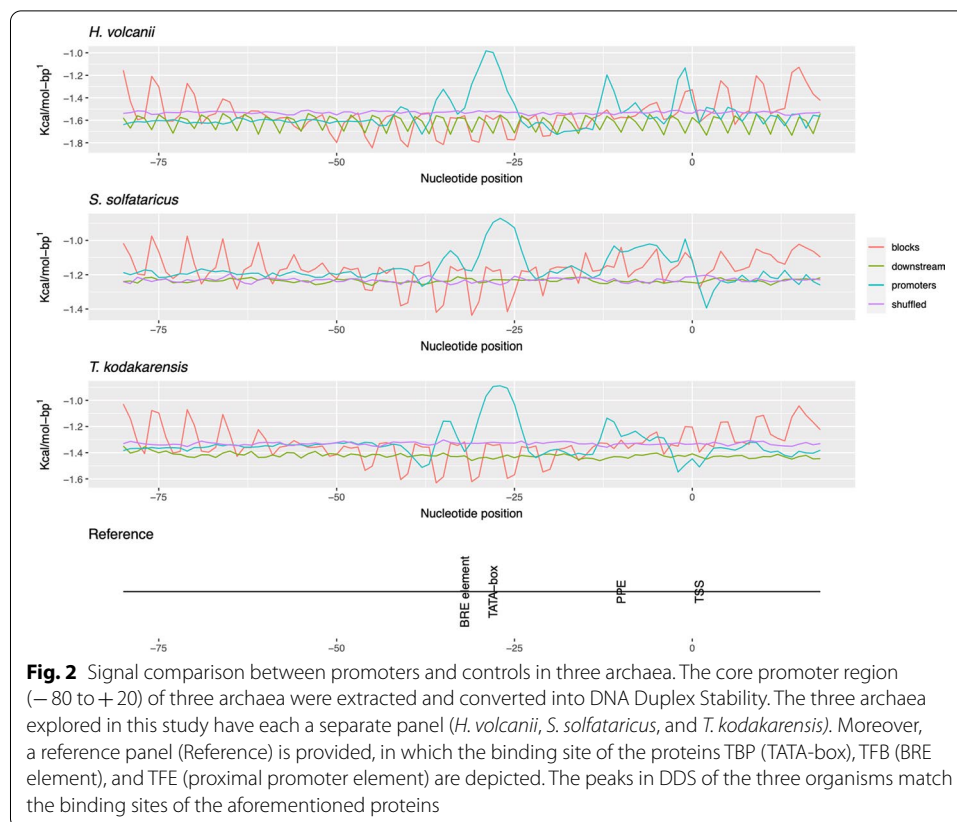 H. volcanii
−1.0
−1.2
−1.4
−1.6
−1.8
Kcal/mol−bp¹
−75
−50
−25
0
Nucleotide position
S. solfataricus
−1.0
−1.2
−1.4
Kcal/mol−bp¹
−75
−50
−25
0
Nucleotide position
blocks
downstream
promoters
shuffled
T. kodakarensis
−1.0
−1.2
−1.4
−1.6
Kcal/mol−bp¹
−75
−50
−25
0
Nucleotide position
Reference
BRE element
TATA−box
PPE
TSS
−75
−50
−25
0
Fig. 2 Signal comparison between promoters and controls in three archaea. The core promoter region
(− 80 to + 20) of three archaea were extracted and converted into DNA Duplex Stability. The three archaea
explored in this study have each a separate panel (H. volcanii, S. solfataricus, and T. kodakarensis). Moreover,
a reference panel (Reference) is provided, in which the binding site of the proteins TBP (TATA-box), TFB (BRE
element), and TFE (proximal promoter element) are depicted. The peaks in DDS of the three organisms match
the binding sites of the aforementioned proteins